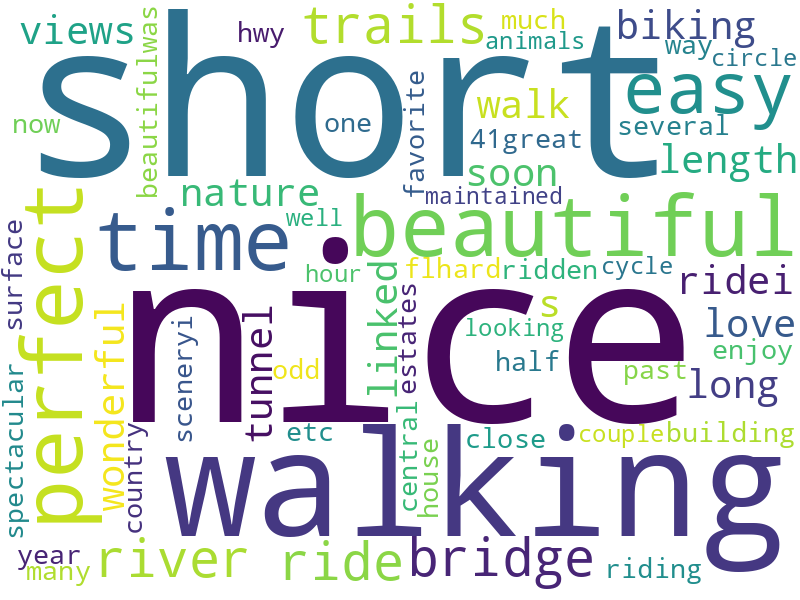 views
hwy
trails
much
animals
biking
way
circle
short
beautifulwas
easy
now
one
favorite
walk
41great
several
soon
length
nature
maintained
perfect
time
well
beautiful
surface
hour
nice
linked
flhard
ridden
cycle
ridei
s
estates
wonderful
tunnel
sceneryi
looking
love
odd
half
enjoy
past
long
spectacular
country
etc
central
house
close
couple
building
walking
year
many
river
ride
bridge
riding